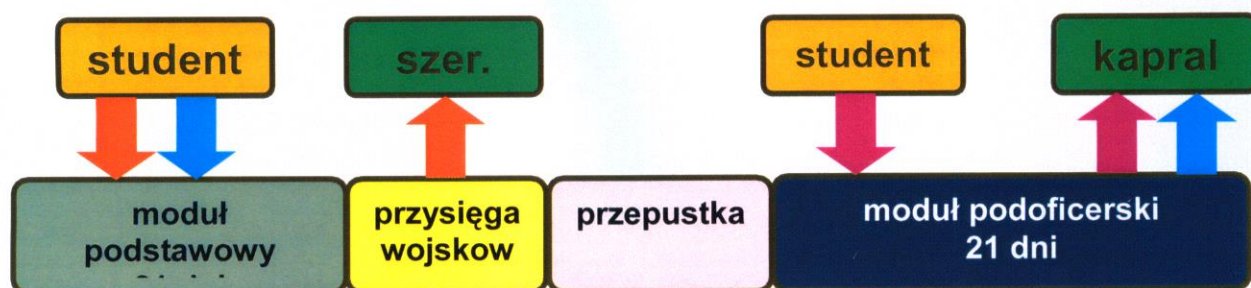 student
szer.
student
kapral
moduł
podstawowy
przysięga
wojskow
przepustka
moduł podoficerski
21 dni